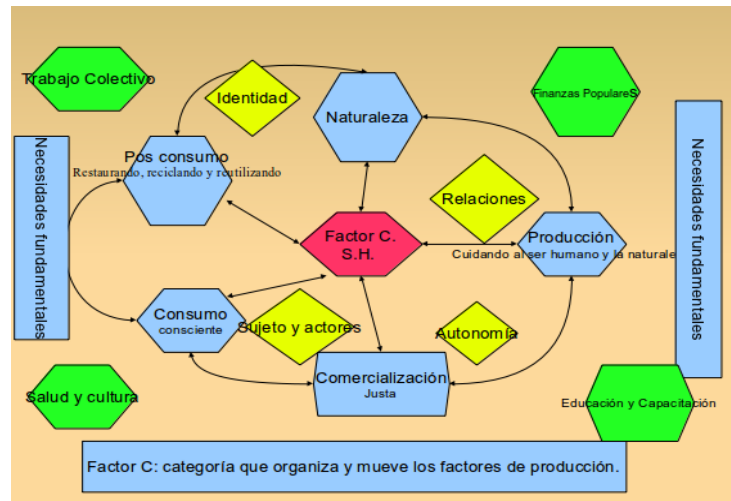 Trabajo Colectivo
Identidad
Naturaleza
Finanzas PopulareS
Necesidades fundamentales
Pos consumo
Restaurando, reciclando y reutilizando
Relaciones
Factor C.
S.H.
Producción
Cuidando al ser humano y la naturale
Necesidades fundamentales
Consumo
consciente
Sujeto y actores
Autonomía
Comercialización
Justa
Salud y cultura
Educación y Capacitación
Factor C: categoría que organiza y mueve los factores de producción.